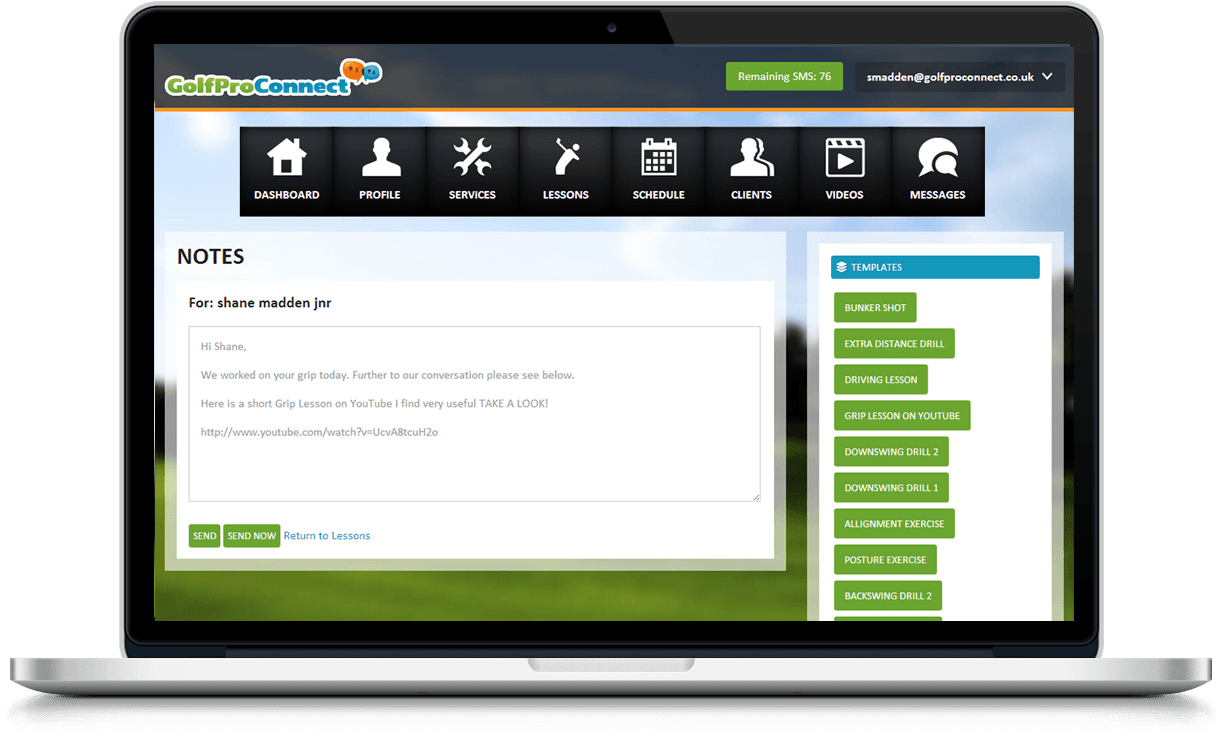 GolfProConnect
Remaining SMS: 76
smadden@golfproconnect.co.uk
DASHBOARD
PROFILE
SERVICES
LESSONS
SCHEDULE
CLIENTS
VIDEOS
MESSAGES
NOTES
For: shane madden jnr
Hi Shane,
We worked on your grip today. Further to our conversation please see below.
Here is a short Grip Lesson on YouTube I find very useful TAKE A LOOK!
http://www.youtube.com/watch?v=UcvA8tcuH2o
SEND
SEND NOW
Return to Lessons
TEMPLATES
BUNKER SHOT
EXTRA DISTANCE DRILL
DRIVING LESSON
GRIP LESSON ON YOUTUBE
DOWNSWING DRILL 2
DOWNSWING DRILL 1
ALLIGNMENT EXERCISE
POSTURE EXERCISE
BACKSWING DRILL 2